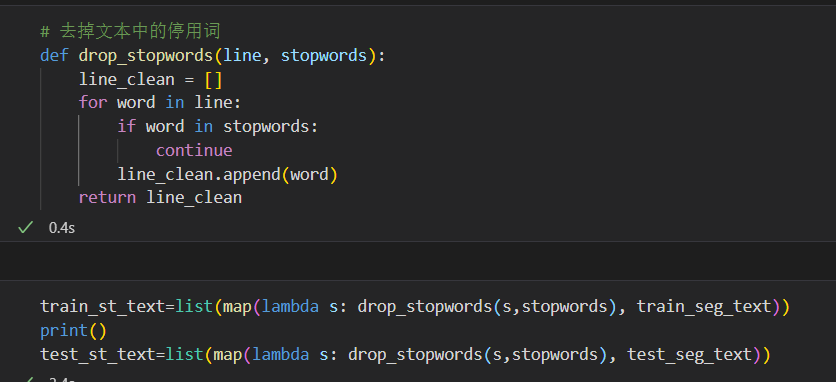 # 去掉文本中的停用词
def drop_stopwords(line, stopwords):
    line_clean = []
    for word in line:
        if word in stopwords:
            continue
        line_clean.append(word)
    return line_clean
0.4s
train_st_text=list(map(lambda s: drop_stopwords(s,stopwords), train_seg_text))
print()
test_st_text=list(map(lambda s: drop_stopwords(s,stopwords), test_seg_text))